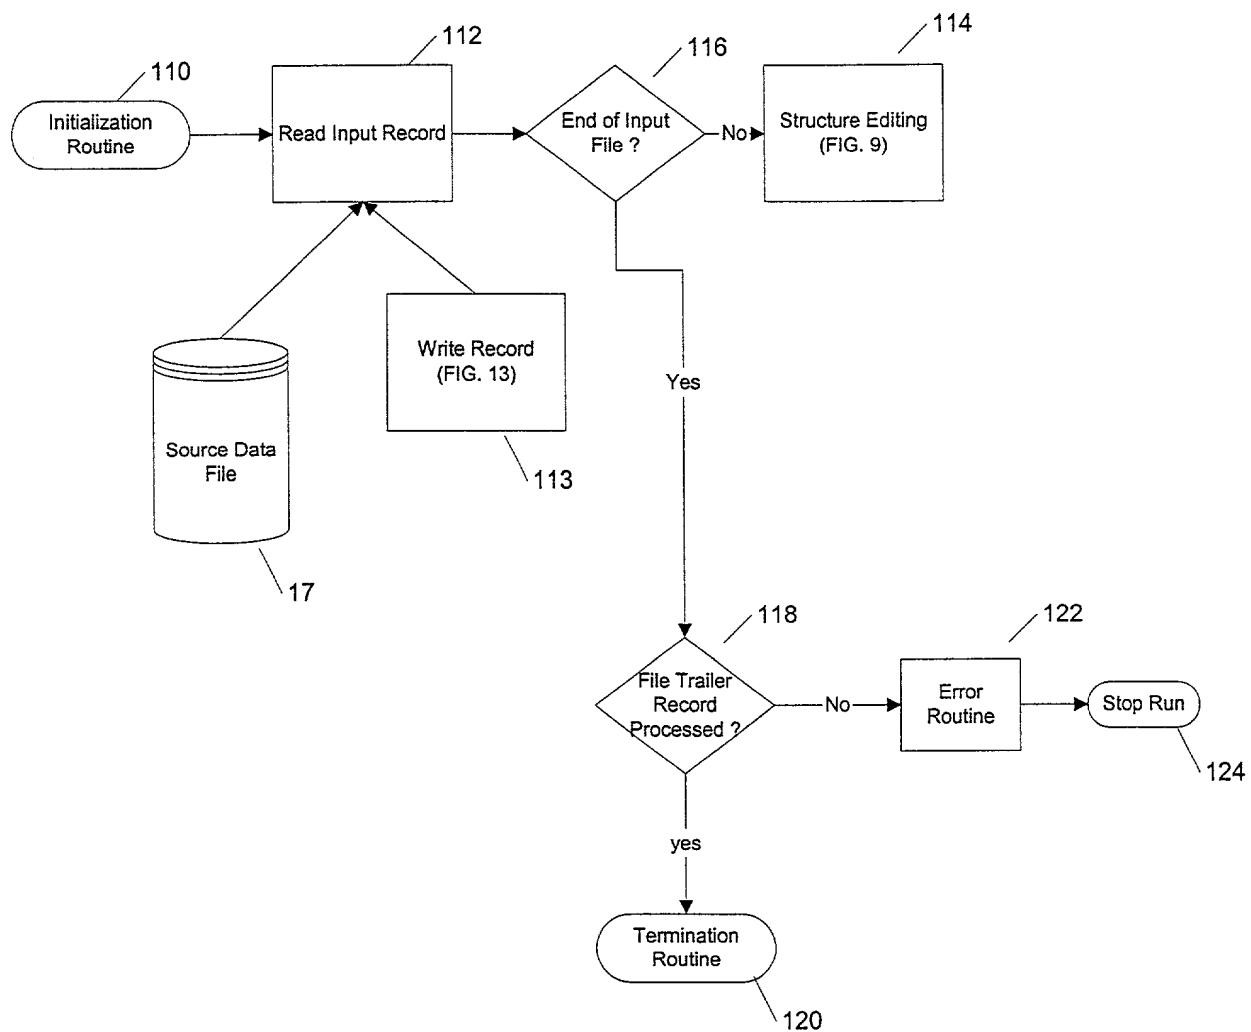 112
116
114
110
Initialization
Routine
Read Input Record
End of Input
File ?
No
Structure Editing
(FIG. 9)
Write Record
(FIG. 13)
Yes
Source Data
File
113
17
118
122
File Trailer
Record
Processed ?
No
Error
Routine
Stop Run
124
yes
Termination
Routine
120